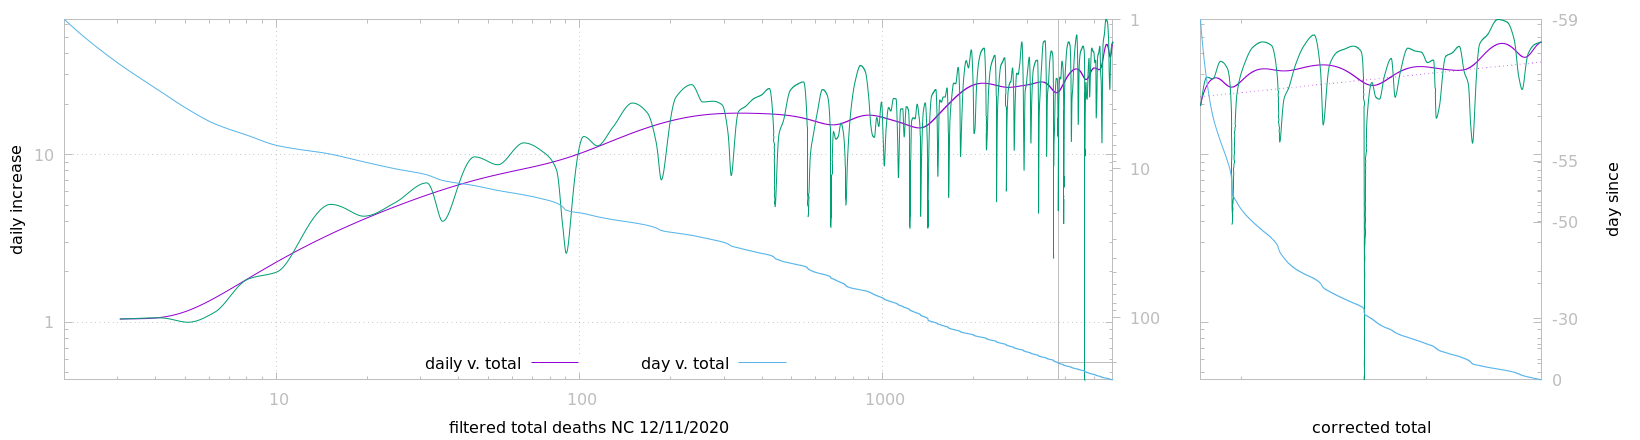 daily increase
10
1
daily v. total
day v. total
10
100
1000
filtered total deaths NC 12/11/2020
1
10
100
-59
-55
-50
-30
0
day since
corrected total